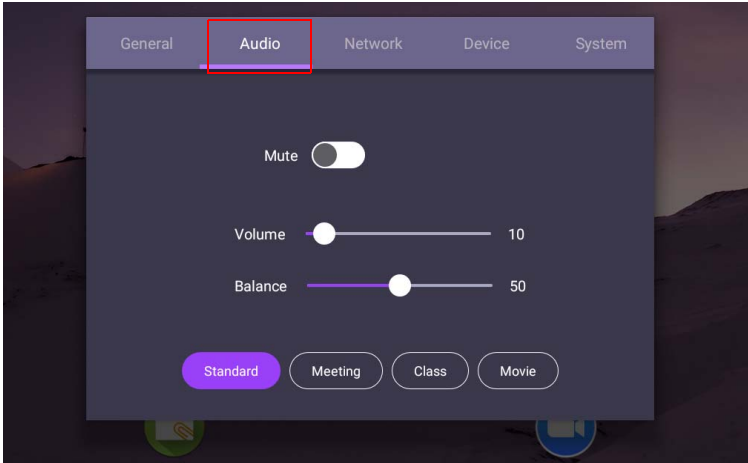 General Audio Network Device System
Mute
Volume 10
Balance 50
Standard Meeting Class Movie